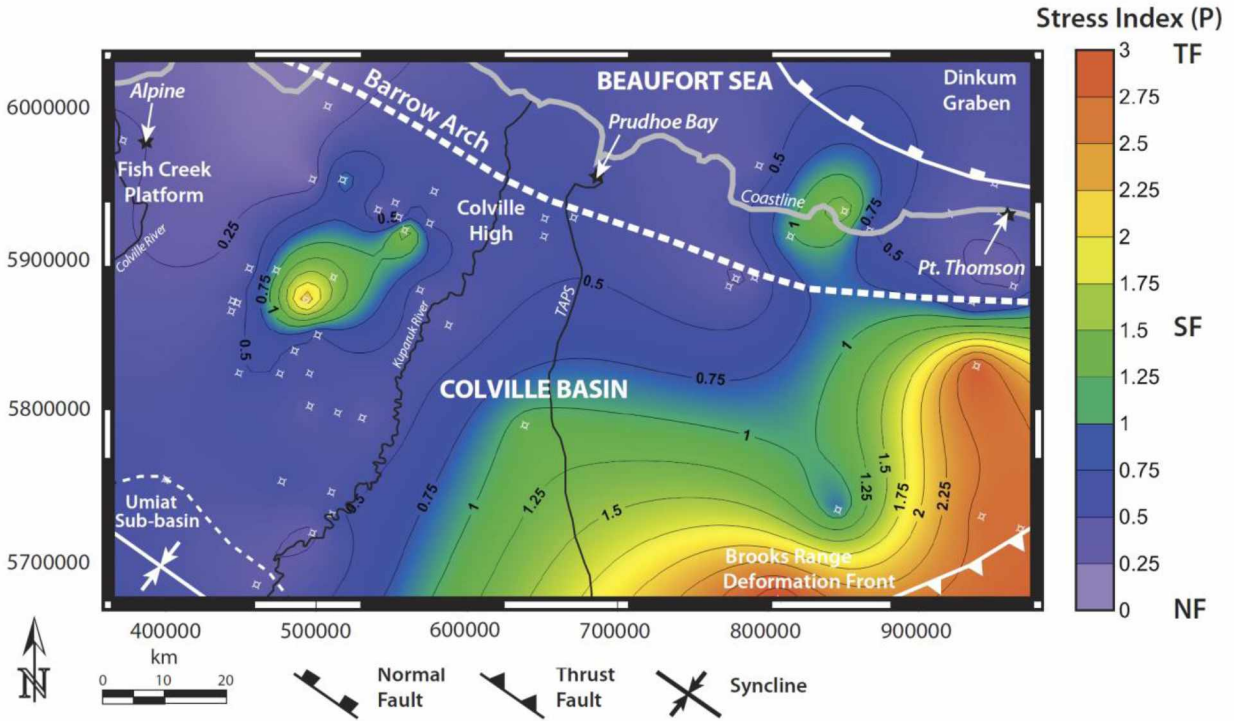 Stress Index (P)
BEAUFORT SEA
Dinkum
Graben
Alpine
Barrow Arch
Prudhoe Bay
Fish Creek
Platform
Colville River
Colville
High
Coastline
Pt. Thomson
Kuparuk River
TAPS
COLVILLE BASIN
Umiat
Sub-basin
Brooks Range
Deformation Front
0.25
0.5
0.75
1
0.5
0.5
0.5
0.75
1
0.5
0.75
0.5
0.75
1
1.25
1.5
1
1
1.25
1.5
1.75
2
2.25
0.5
6000000
5900000
5800000
5700000
400000
500000
600000
700000
800000
900000
3
2.75
2.5
2.25
2
1.75
1.5
1.25
1
0.75
0.5
0.25
0
TF
SF
NF
N
km
0 10 20
Normal
Fault
Thrust
Fault
Syncline